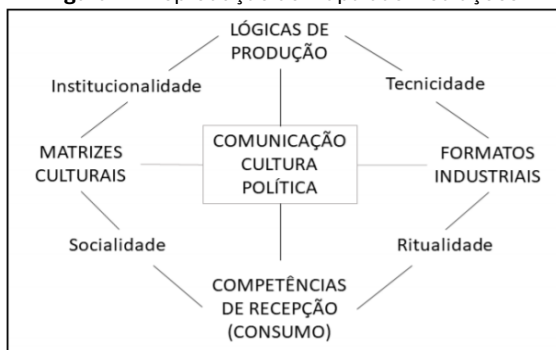 LÓGICAS DE
PRODUÇÃO
Institucionalidade
Tecnicidade
MATRIZES
CULTURAIS
COMUNICAÇÃO
CULTURA
POLÍTICA
FORMATOS
INDUSTRIAIS
Socialidade
Ritualidade
COMPETÊNCIAS
DE RECEPÇÃO
(CONSUMO)